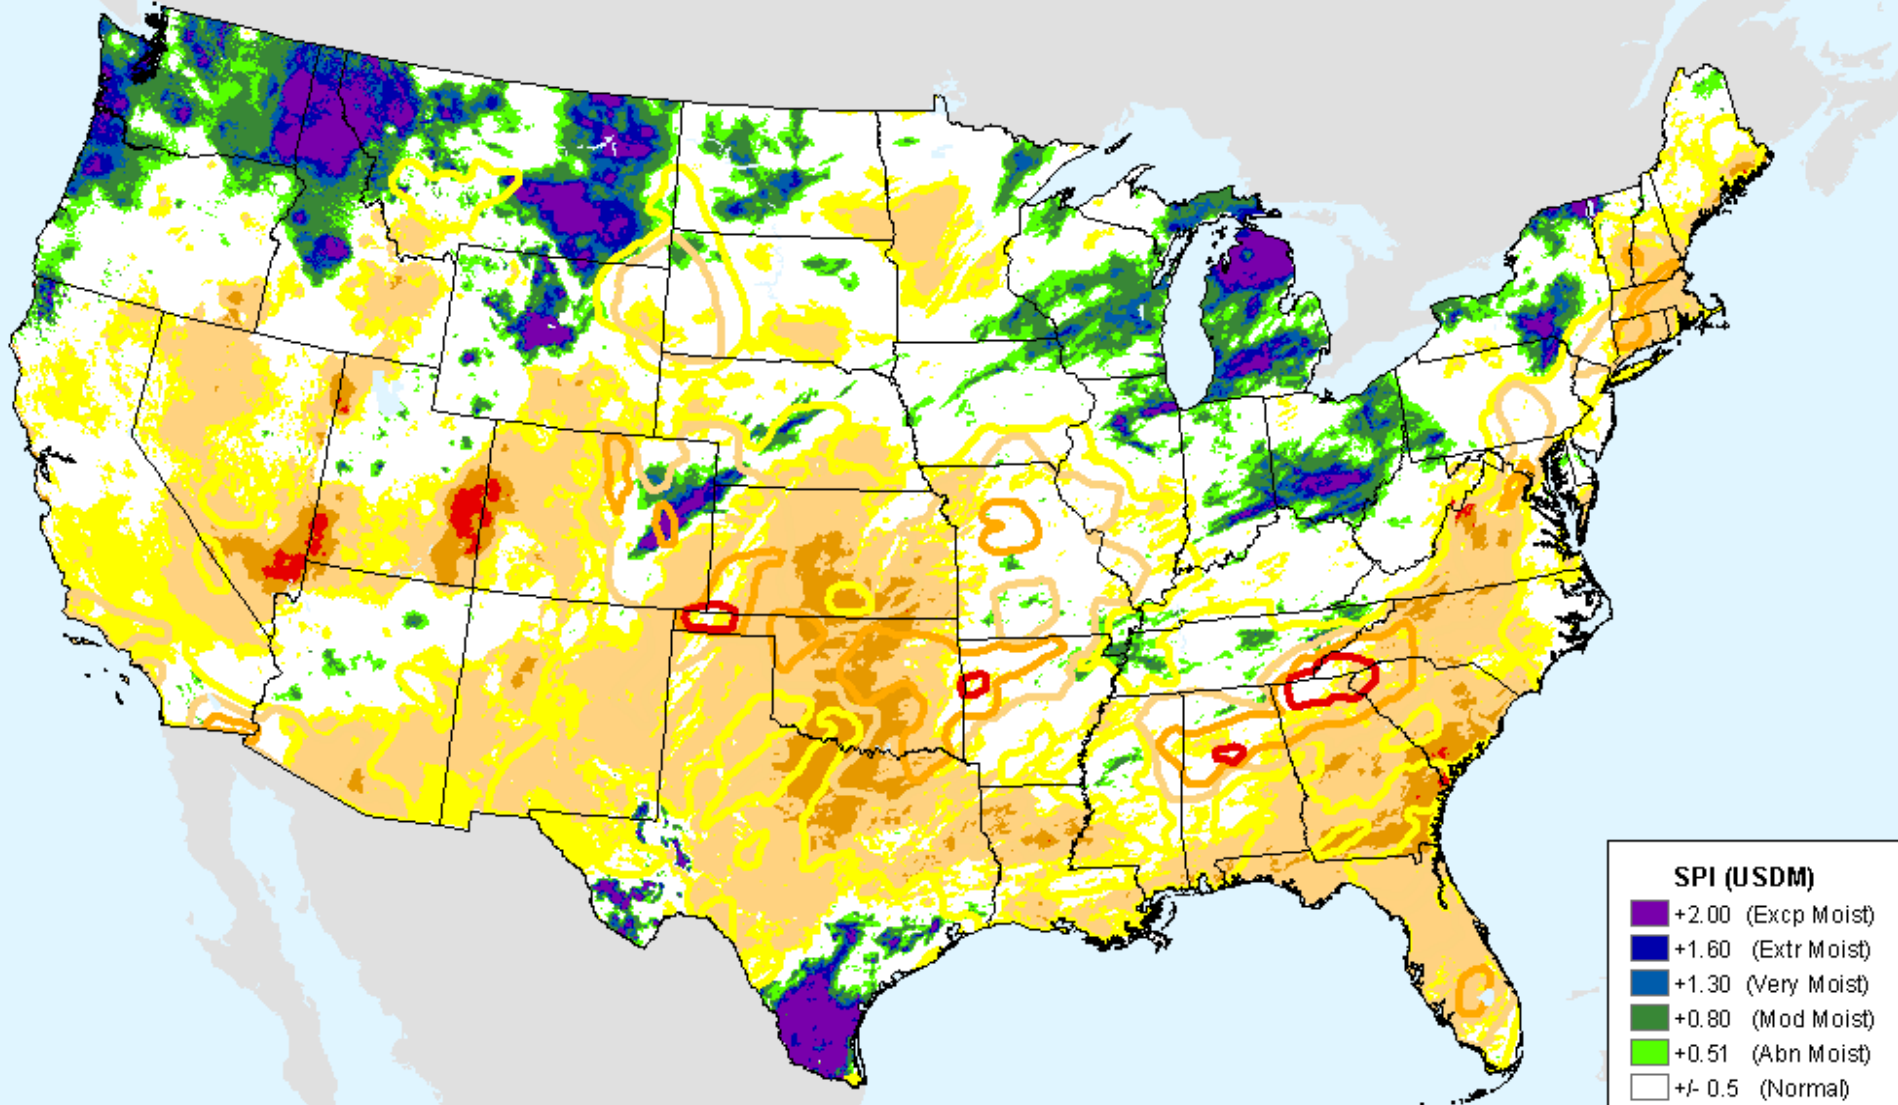 SPI (USDM)
+2.00 (Excp Moist)
+1.60 (Extr Moist)
+1.30 (Very Moist)
+0.80 (Mod Moist)
+0.51 (Abn Moist)
+/- 0.5 (Normal)